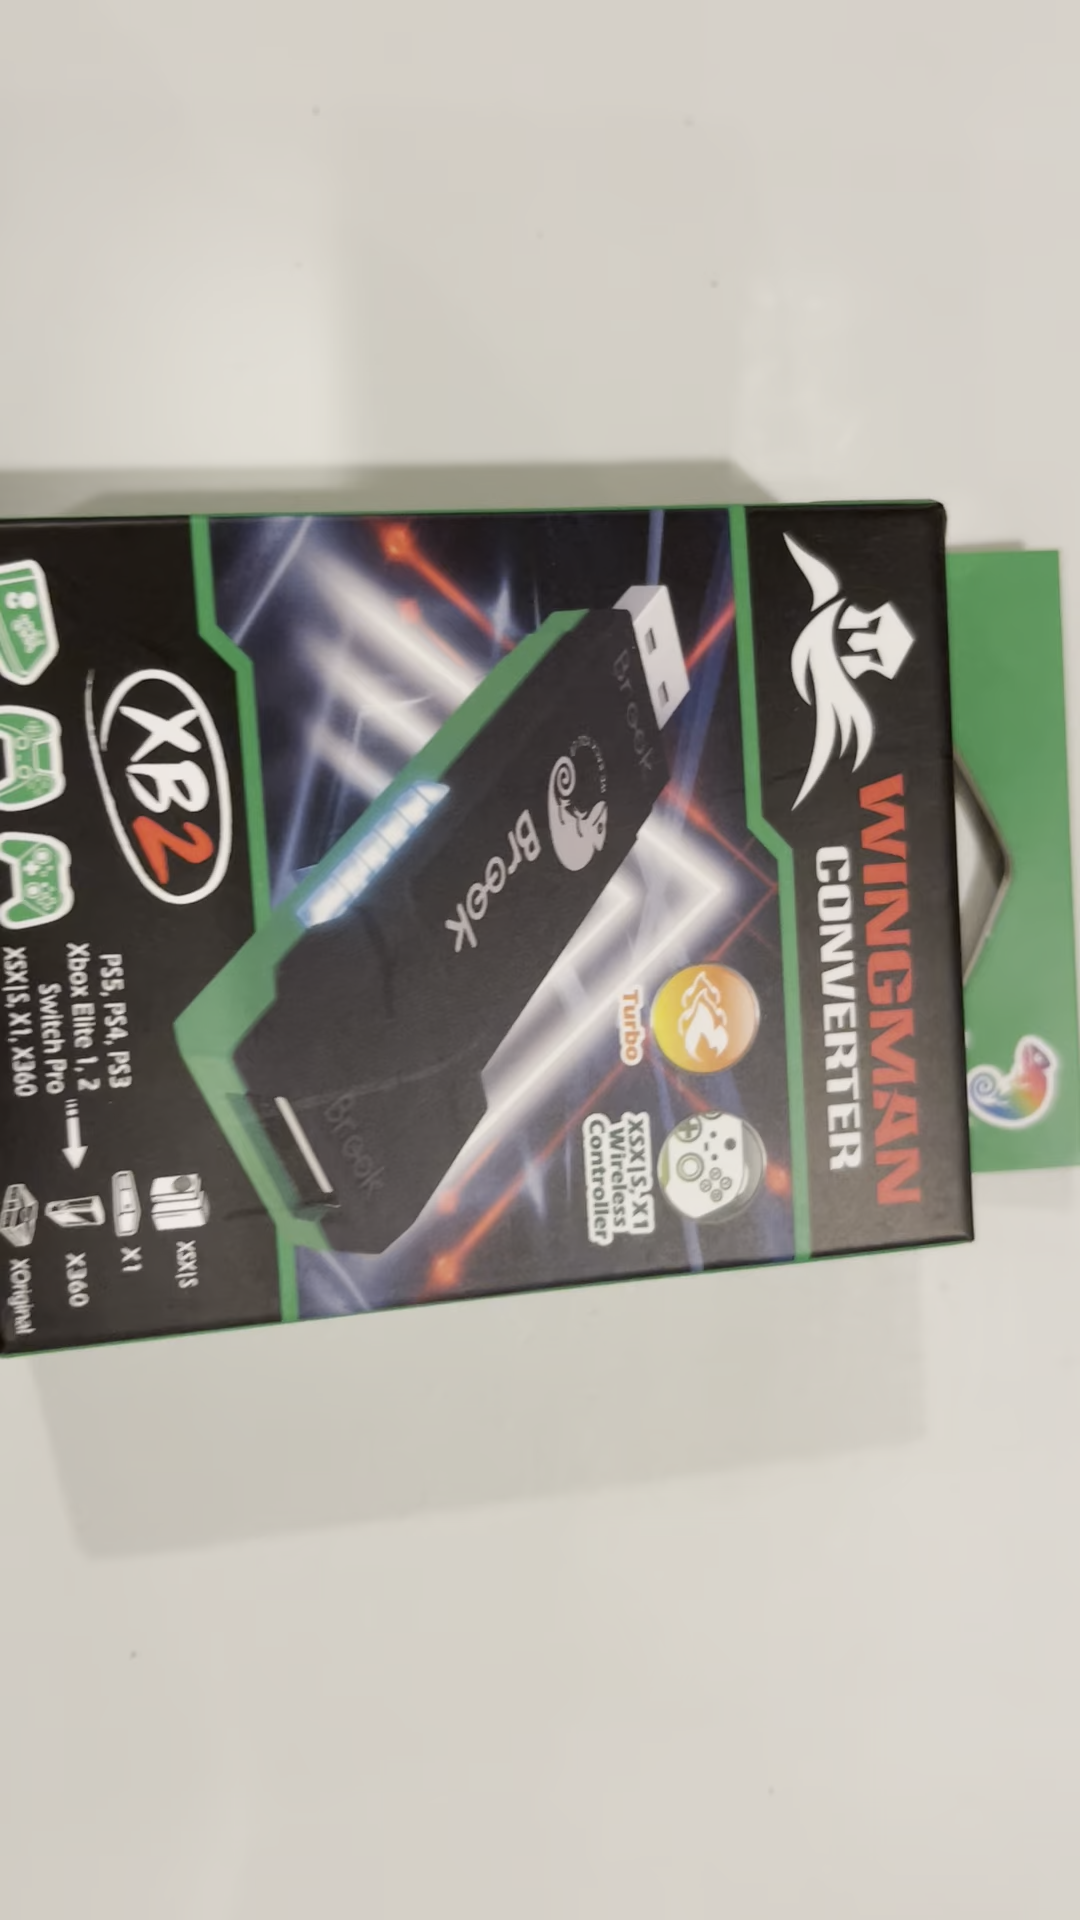 WINGMAN
CONVERTER
Brook
Brook
Turbo
XSX|S, X1
Wireless
Controller
Brook
XB2
PS5, PS4, PS3
Xbox Elite 1, 2
Switch Pro
XSX|S, X1, X360
XSX|S
X1
X360
XOriginal